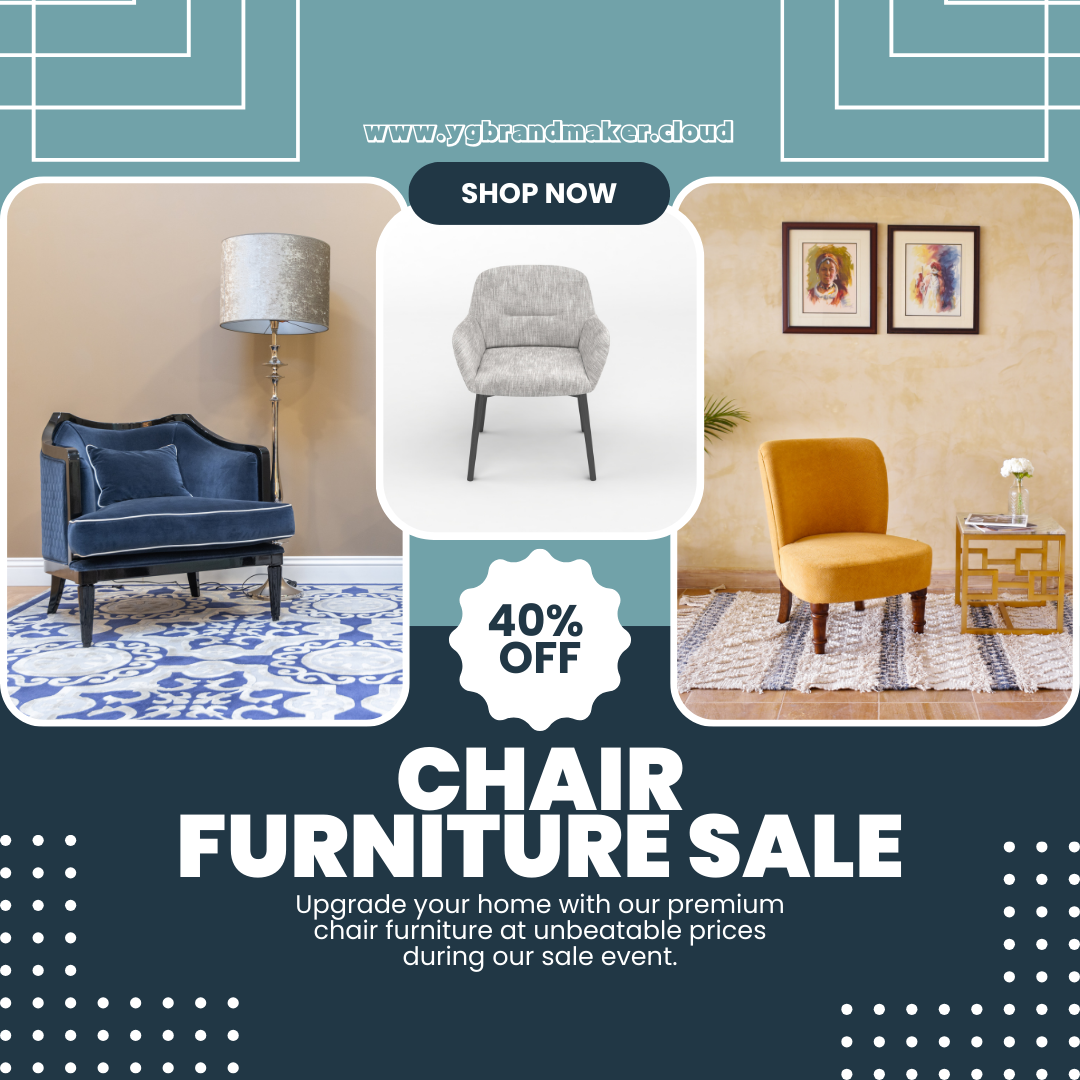 www.ygbrandmaker.cloud
SHOP NOW
40%
OFF
CHAIR
FURNITURE SALE
Upgrade your home with our premium
chair furniture at unbeatable prices
during our sale event.